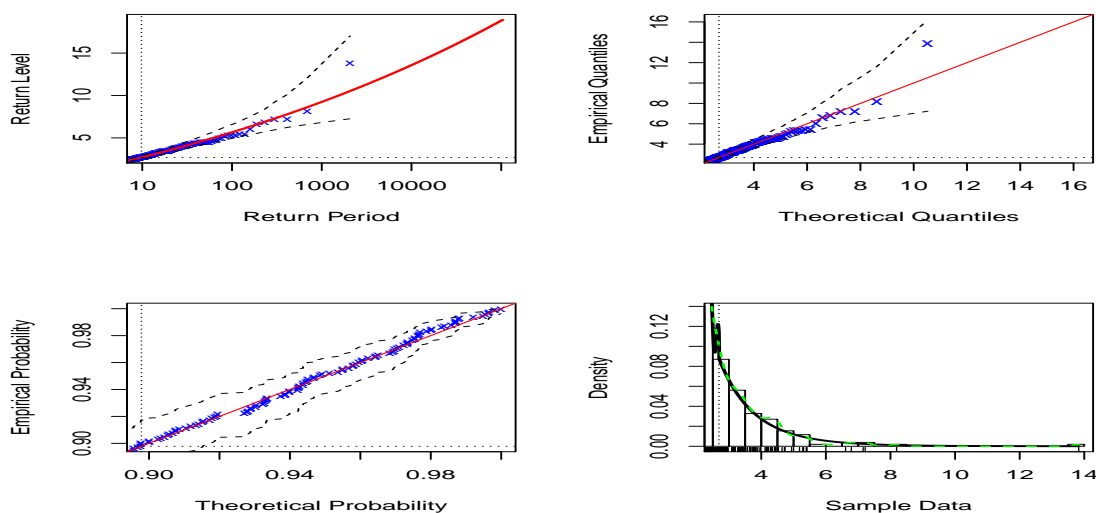 Return Level
5 10 15
10 100 1000 10000
Return Period
Empirical Quantiles
4 6 8 12 16
4 6 8 10 12 14 16
Theoretical Quantiles
Empirical Probability
0.90 0.94 0.98
0.90 0.94 0.98
Theoretical Probability
Density
0.00 0.04 0.08 0.12
4 6 8 10 12 14
Sample Data